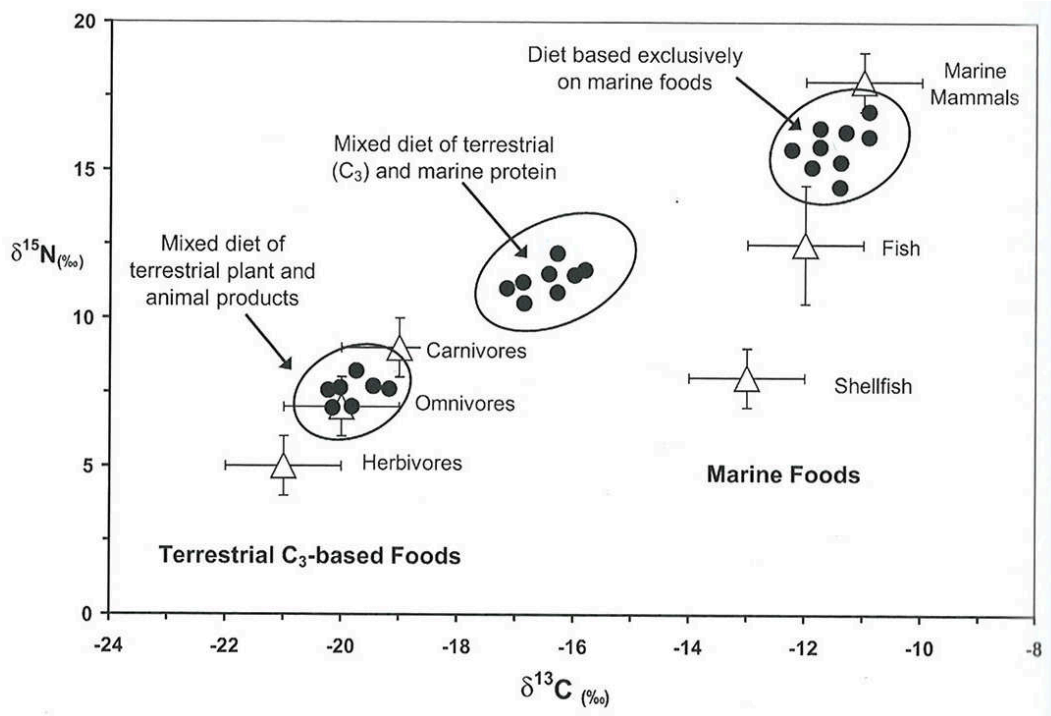 20
15
10
5
0
δ¹⁵N(‰)
Diet based exclusively
on marine foods
Marine
Mammals
Mixed diet of terrestrial
(C₃) and marine protein
Mixed diet of
terrestrial plant and
animal products
Fish
Carnivores
Shellfish
Omnivores
Herbivores
Marine Foods
Terrestrial C₃-based Foods
-24 -22 -20 -18 -16 -14 -12 -10 -8
δ¹³C (‰)